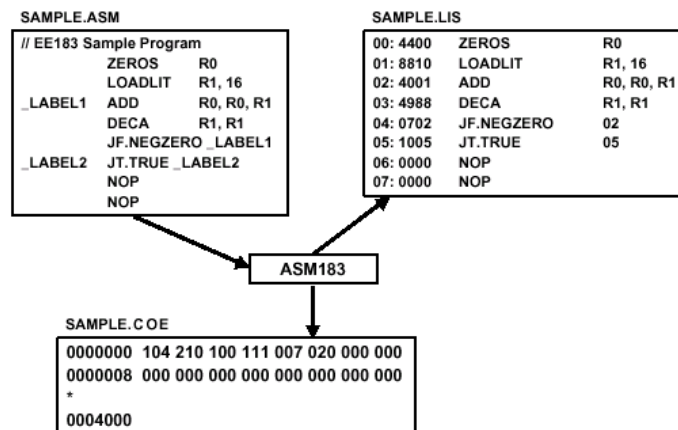 SAMPLE.ASM
// EE183 Sample Program
ZEROS R0
LOADLIT R1, 16
_LABEL1 ADD R0, R0, R1
DECA R1, R1
JF.NEGZERO _LABEL1
_LABEL2 JT.TRUE _LABEL2
NOP
NOP
SAMPLE.LIS
00: 4400 ZEROS R0
01: 8810 LOADLIT R1, 16
02: 4001 ADD R0, R0, R1
03: 4988 DECA R1, R1
04: 0702 JF.NEGZERO 02
05: 1005 JT.TRUE 05
06: 0000 NOP
07: 0000 NOP
ASM183
SAMPLE.COE
0000000 104 210 100 111 007 020 000 000
0000008 000 000 000 000 000 000 000 000
*
0004000